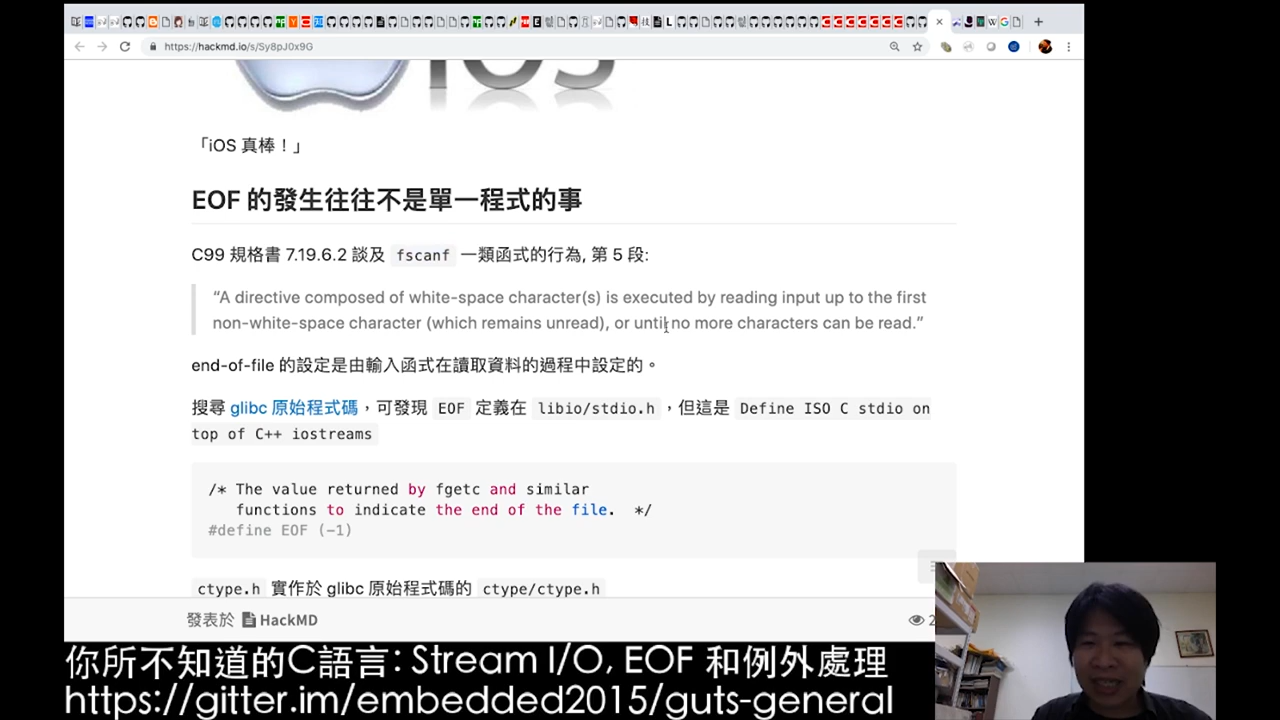 https://hackmd.io/s/Sy8pJ0x9G
iOS
「iOS 真棒！」
EOF 的發生往往不是單一程式的事
C99 規格書 7.19.6.2 談及 fscanf 一類函式的行為, 第 5 段:
“A directive composed of white-space character(s) is executed by reading input up to the first
non-white-space character (which remains unread), or until no more characters can be read.”
end-of-file 的設定是由輸入函式在讀取資料的過程中設定的。
搜尋 glibc 原始程式碼，可發現 EOF 定義在 libio/stdio.h ，但這是 Define ISO C stdio on
top of C++ iostreams
/* The value returned by fgetc and similar
functions to indicate the end of the file. */
#define EOF (-1)
ctype.h 實作於 glibc 原始程式碼的 ctype/ctype.h
發表於 HackMD
你所不知道的C語言: Stream I/O, EOF 和例外處理
https://gitter.im/embedded2015/guts-general